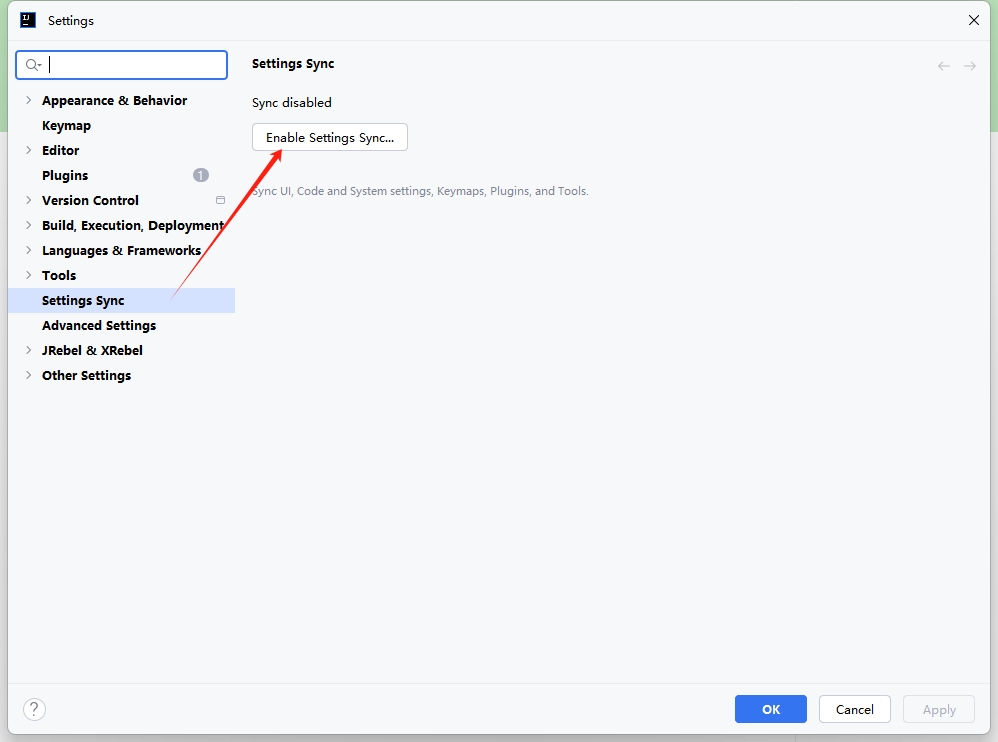 Settings
Settings Sync
Appearance & Behavior
Sync disabled
Keymap
Enable Settings Sync...
Editor
Plugins 1
Sync UI, Code and System settings, Keymaps, Plugins, and Tools.
Version Control
Build, Execution, Deployment
Languages & Frameworks
Tools
Settings Sync
Advanced Settings
JRebel & XRebel
Other Settings
? OK Cancel Apply